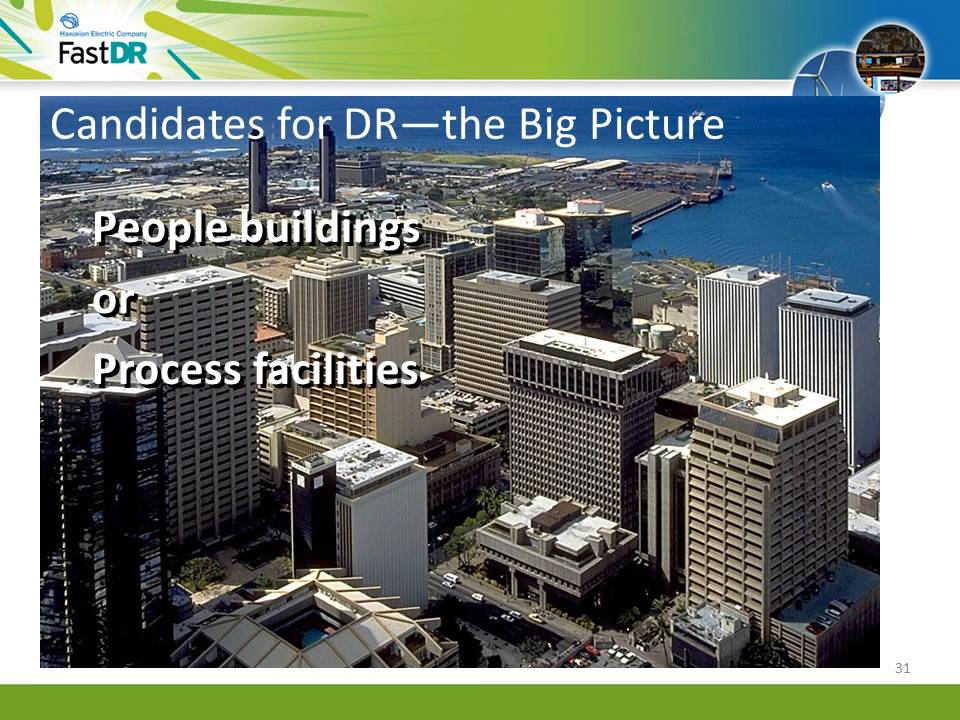 Hawaiian Electric Company
FastDR
Candidates for DR—the Big Picture
People buildings
or
Process facilities
31